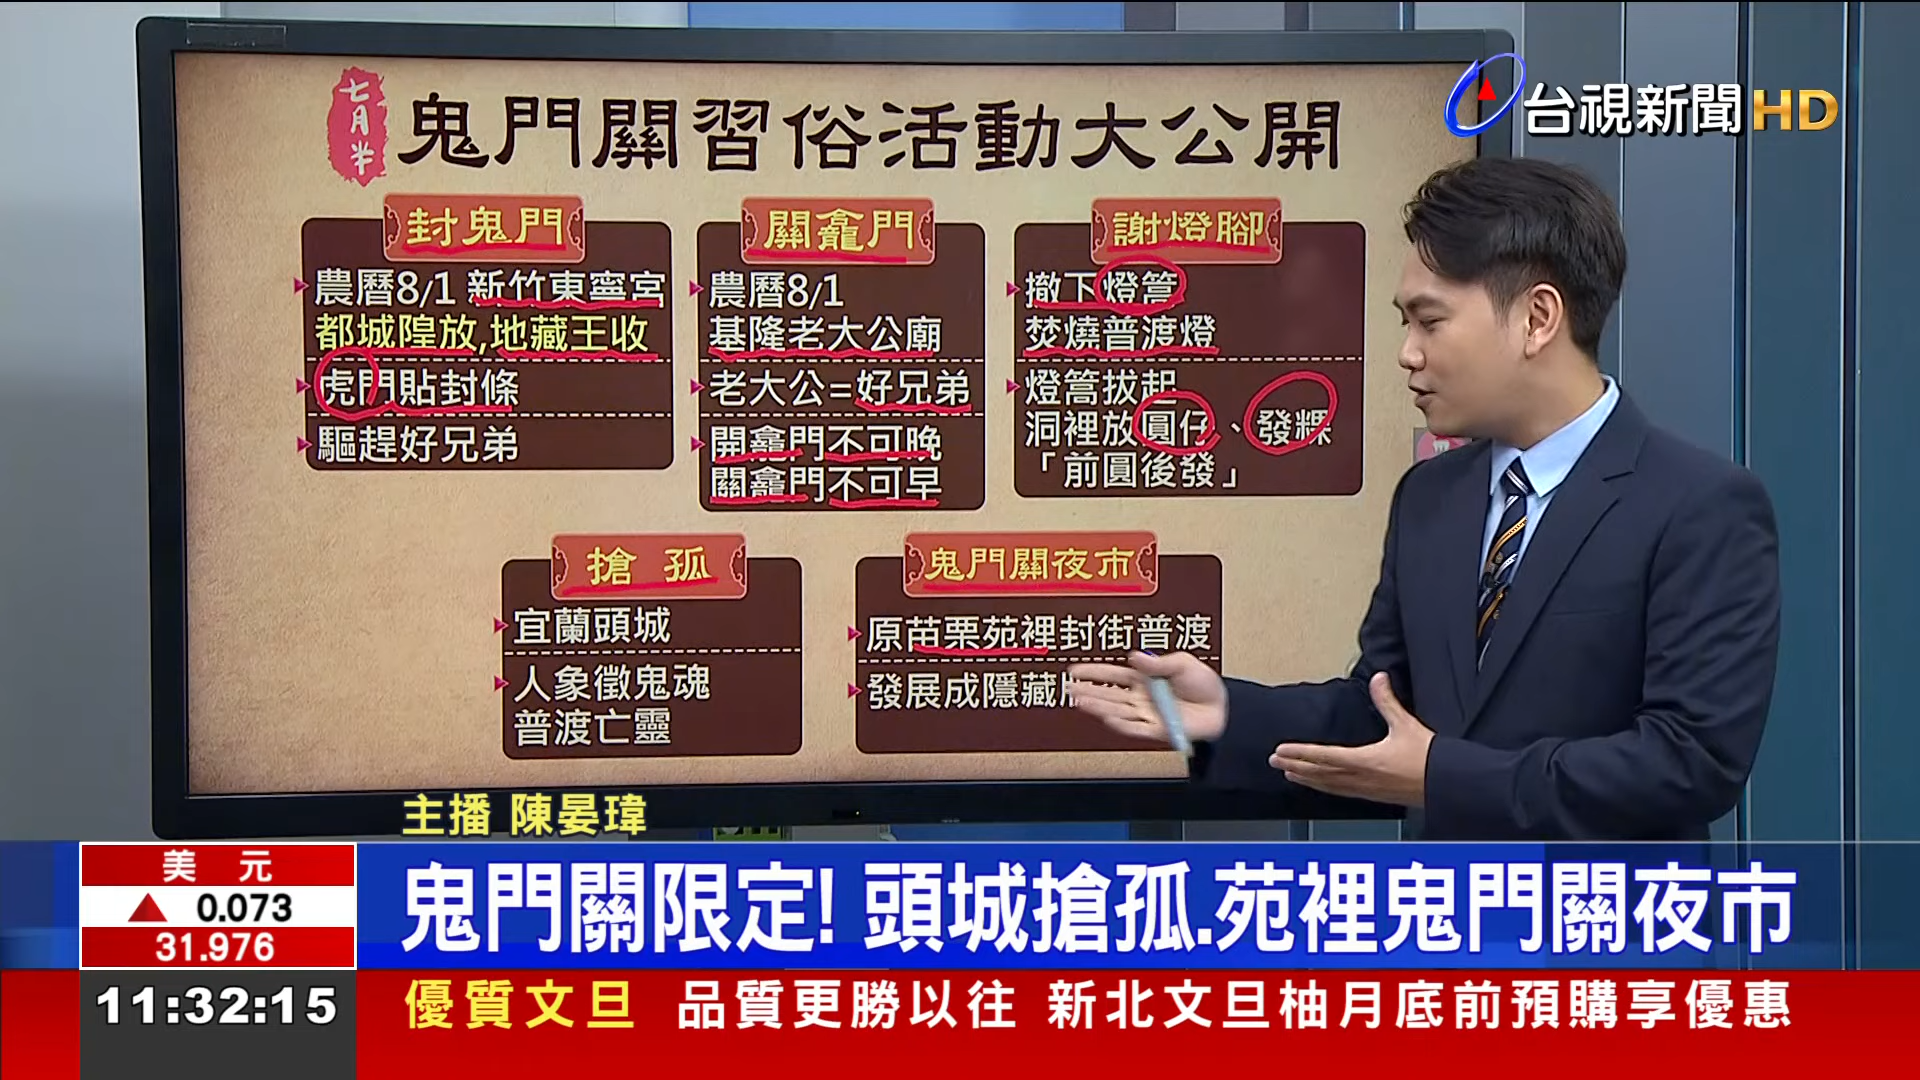 七月半
鬼門關習俗活動大公開
台視新聞HD
封鬼門
農曆8/1 新竹東寧宮
都城隍放,地藏王收
虎門貼封條
驅趕好兄弟
關龕門
農曆8/1
基隆老大公廟
老大公=好兄弟
開龕門不可晚
關龕門不可早
謝燈腳
撤下燈篙
焚燒普渡燈
燈篙拔起
洞裡放圓仔、發粿
「前圓後發」
搶 孤
宜蘭頭城
人象徵鬼魂
普渡亡靈
鬼門關夜市
原苗栗苑裡封街普渡
發展成隱藏版
主播 陳晏瑋
美 元
0.073
31.976
鬼門關限定! 頭城搶孤.苑裡鬼門關夜市
11:32:15
優質文旦 品質更勝以往 新北文旦柚月底前預購享優惠